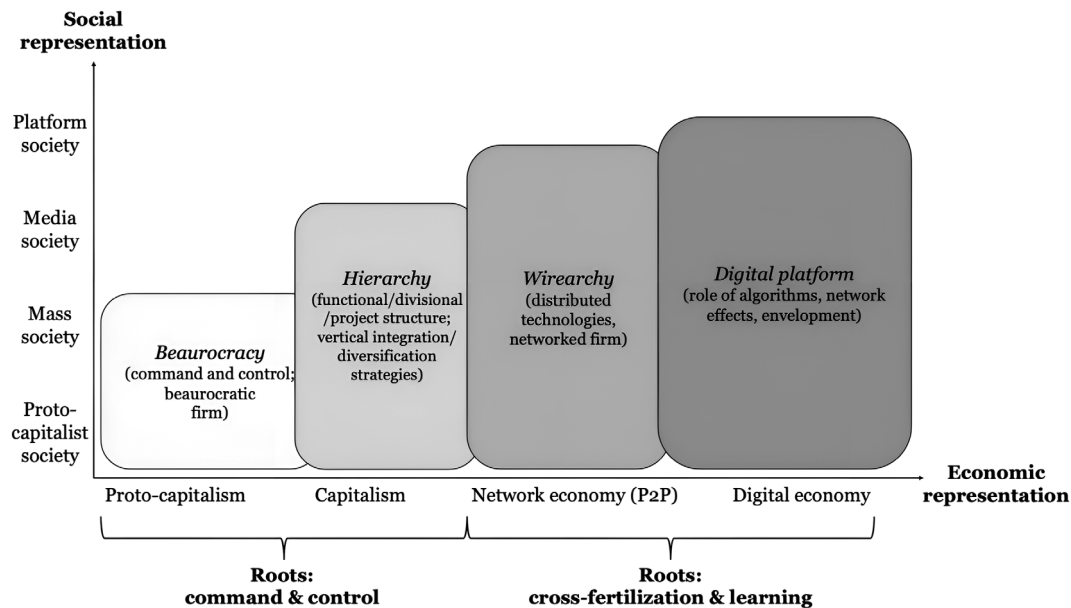 Social
representation
Platform
society
Media
society
Mass
society
Proto-
capitalist
society
Beaurocracy
(command and control;
beaurocratic
firm)
Hierarchy
(functional/divisional
/project structure;
vertical integration/
diversification
strategies)
Wirearchy
(distributed
technologies,
networked firm)
Digital platform
(role of algorithms, network
effects, envelopment)
Proto-capitalism
Capitalism
Network economy (P2P)
Digital economy
Economic
representation
Roots:
command & control
Roots:
cross-fertilization & learning